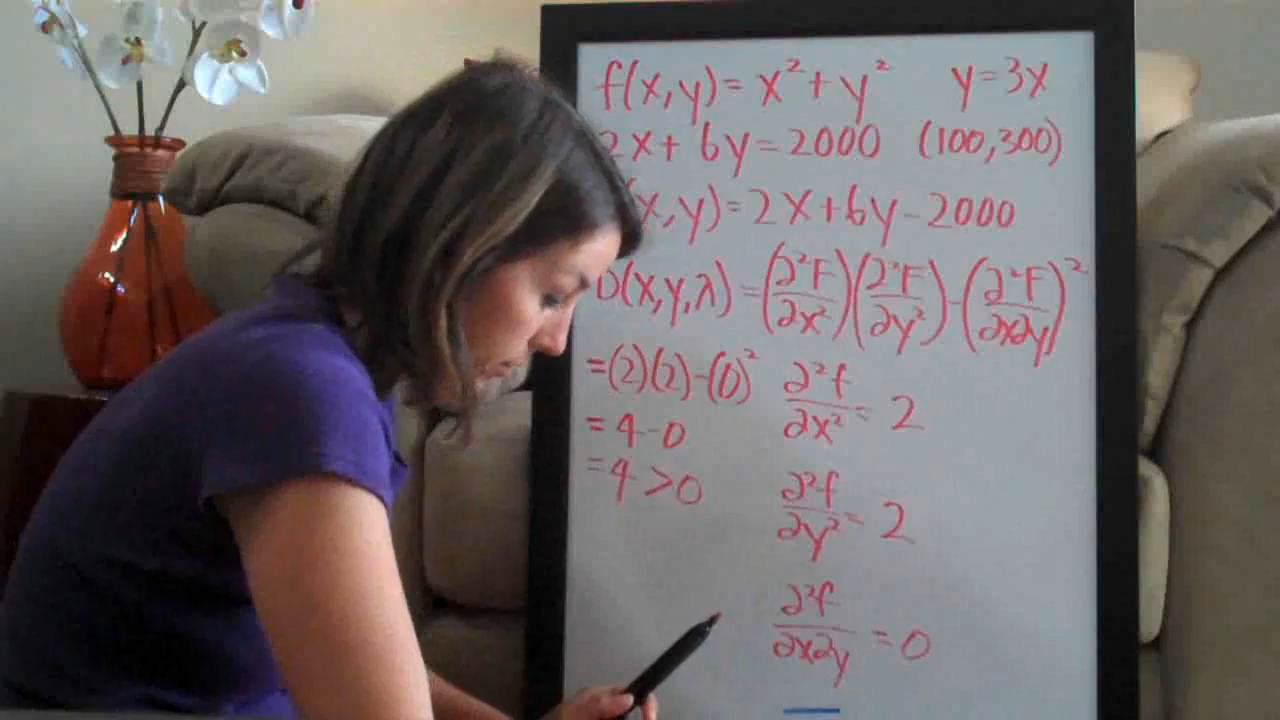 f(x,y) = x² + y² y = 3x
2x + 6y = 2000 (100, 300)
(x,y) = 2x + 6y - 2000
D(x,y,λ) = (∂²F/∂x²)(∂²F/∂y²) - (∂²F/∂x∂y)²
= (2)(2) - (0)² ∂²f/∂x² = 2
= 4 - 0
= 4 > 0 ∂²f/∂y² = 2
∂²f/∂x∂y = 0